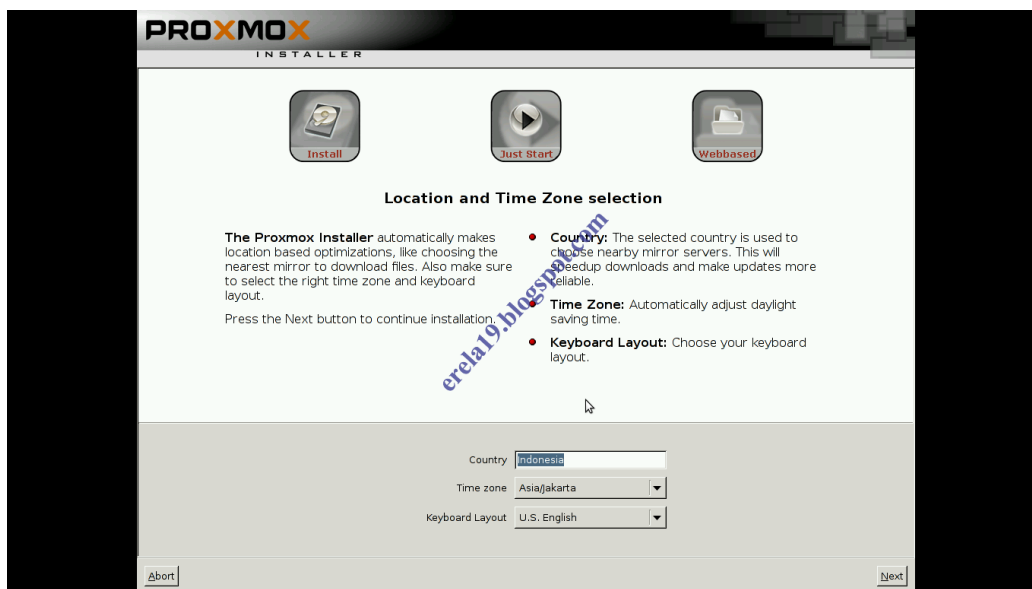 PROXMOX
INSTALLER
Install
Just Start
Webbased
Location and Time Zone selection
The Proxmox Installer automatically makes
location based optimizations, like choosing the
nearest mirror to download files. Also make sure
to select the right time zone and keyboard
layout.
Press the Next button to continue installation.
Country: The selected country is used to
choose nearby mirror servers. This will
speedup downloads and make updates more
reliable.
Time Zone: Automatically adjust daylight
saving time.
Keyboard Layout: Choose your keyboard
layout.
erela19.blogspot.com
Country Indonesia
Time zone Asia/Jakarta
Keyboard Layout U.S. English
Abort Next